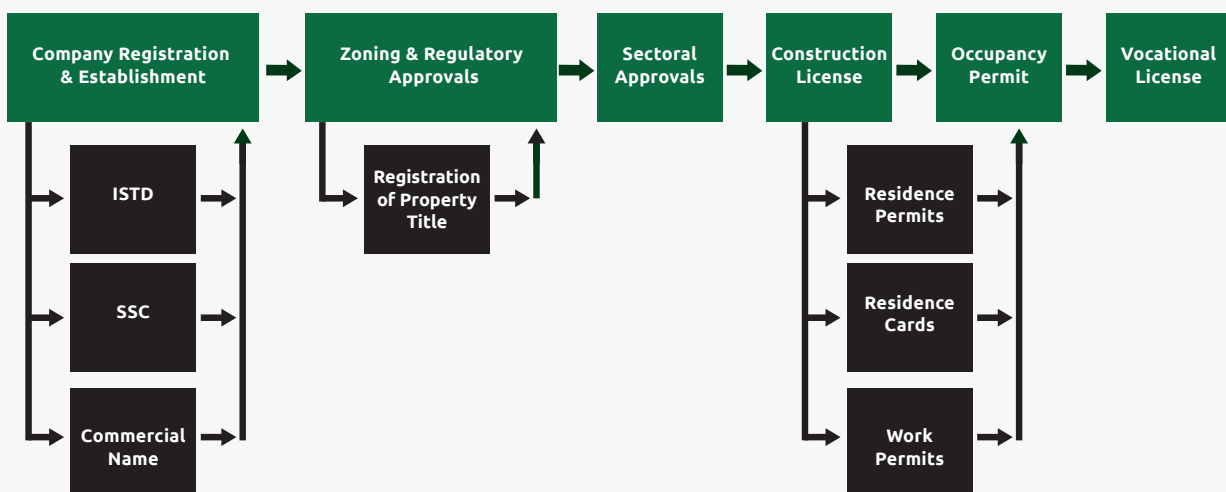 Company Registration
& Establishment
Zoning & Regulatory
Approvals
Sectoral
Approvals
Construction
License
Occupancy
Permit
Vocational
License
ISTD
SSC
Commercial
Name
Registration
of Property
Title
Residence
Permits
Residence
Cards
Work
Permits